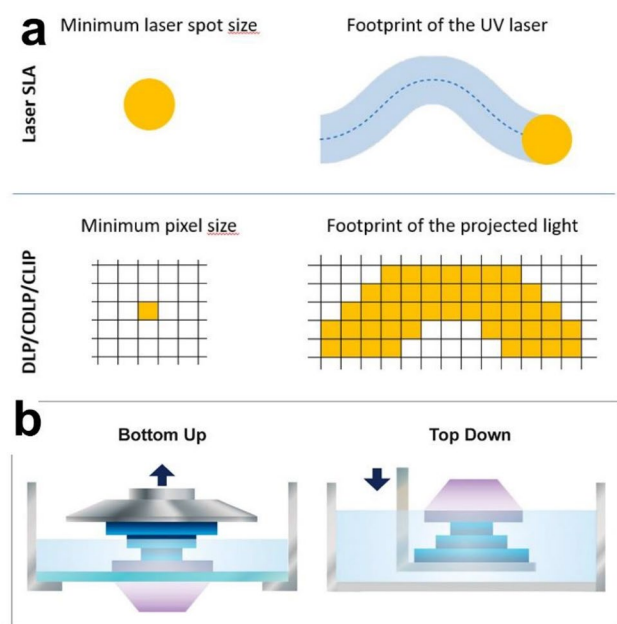 a
Minimum laser spot size
Footprint of the UV laser
Laser SLA
Minimum pixel size
Footprint of the projected light
DLP/CDLP/CLIP
b
Bottom Up
Top Down